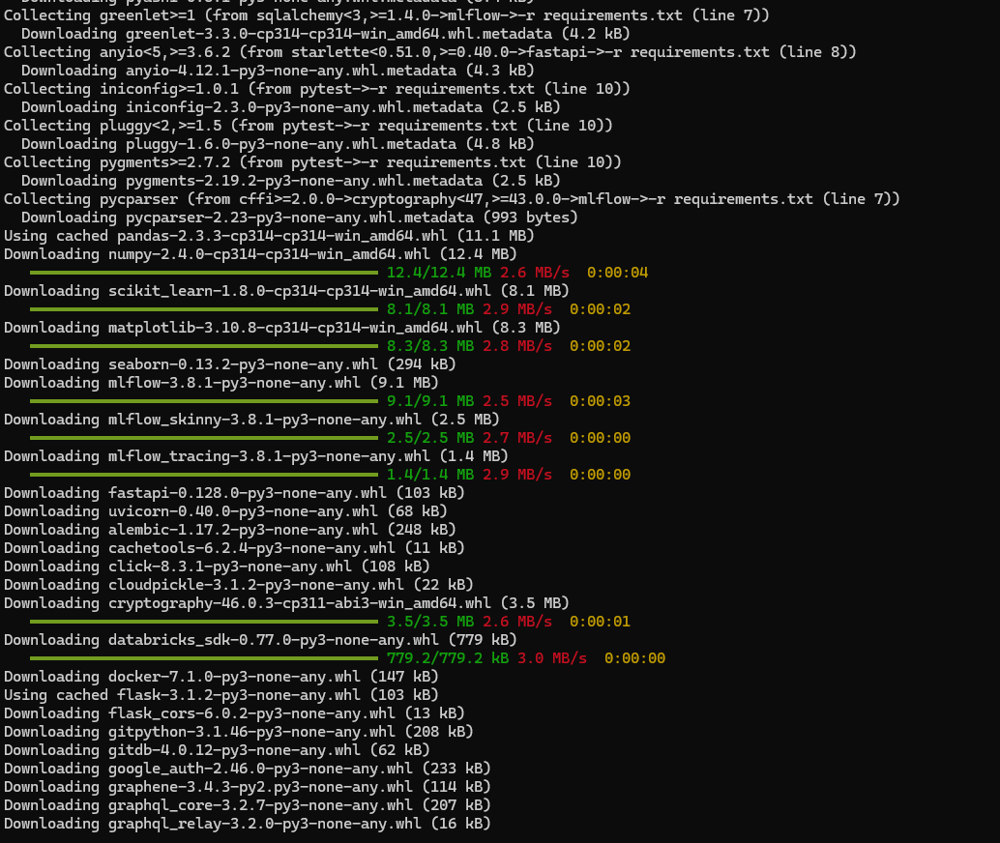 Collecting greenlet>=1 (from sqlalchemy<3,>=1.4.0->mlflow->-r requirements.txt (line 7))
  Downloading greenlet-3.3.0-cp314-cp314-win_amd64.whl.metadata (4.2 kB)
Collecting anyio<5,>=3.6.2 (from starlette<0.51.0,>=0.40.0->fastapi->-r requirements.txt (line 8))
  Downloading anyio-4.12.1-py3-none-any.whl.metadata (4.3 kB)
Collecting iniconfig>=1.0.1 (from pytest->-r requirements.txt (line 10))
  Downloading iniconfig-2.3.0-py3-none-any.whl.metadata (2.5 kB)
Collecting pluggy<2,>=1.5 (from pytest->-r requirements.txt (line 10))
  Downloading pluggy-1.6.0-py3-none-any.whl.metadata (4.8 kB)
Collecting pygments>=2.7.2 (from pytest->-r requirements.txt (line 10))
  Downloading pygments-2.19.2-py3-none-any.whl.metadata (2.5 kB)
Collecting pycparser (from cffi>=2.0.0->cryptography<47,>=43.0.0->mlflow->-r requirements.txt (line 7))
  Downloading pycparser-2.23-py3-none-any.whl.metadata (993 bytes)
Using cached pandas-2.3.3-cp314-cp314-win_amd64.whl (11.1 MB)
Downloading numpy-2.4.0-cp314-cp314-win_amd64.whl (12.4 MB)
12.4/12.4 MB 2.6 MB/s  0:00:04
Downloading scikit_learn-1.8.0-cp314-cp314-win_amd64.whl (8.1 MB)
8.1/8.1 MB 2.9 MB/s  0:00:02
Downloading matplotlib-3.10.8-cp314-cp314-win_amd64.whl (8.3 MB)
8.3/8.3 MB 2.8 MB/s  0:00:02
Downloading seaborn-0.13.2-py3-none-any.whl (294 kB)
Downloading mlflow-3.8.1-py3-none-any.whl (9.1 MB)
9.1/9.1 MB 2.5 MB/s  0:00:03
Downloading mlflow_skinny-3.8.1-py3-none-any.whl (2.5 MB)
2.5/2.5 MB 2.7 MB/s  0:00:00
Downloading mlflow_tracing-3.8.1-py3-none-any.whl (1.4 MB)
1.4/1.4 MB 2.9 MB/s  0:00:00
Downloading fastapi-0.128.0-py3-none-any.whl (103 kB)
Downloading uvicorn-0.40.0-py3-none-any.whl (68 kB)
Downloading alembic-1.17.2-py3-none-any.whl (248 kB)
Downloading cachetools-6.2.4-py3-none-any.whl (11 kB)
Downloading click-8.3.1-py3-none-any.whl (108 kB)
Downloading cloudpickle-3.1.2-py3-none-any.whl (22 kB)
Downloading cryptography-46.0.3-cp311-abi3-win_amd64.whl (3.5 MB)
3.5/3.5 MB 2.6 MB/s  0:00:01
Downloading databricks_sdk-0.77.0-py3-none-any.whl (779 kB)
779.2/779.2 kB 3.0 MB/s  0:00:00
Downloading docker-7.1.0-py3-none-any.whl (147 kB)
Using cached flask-3.1.2-py3-none-any.whl (103 kB)
Downloading flask_cors-6.0.2-py3-none-any.whl (13 kB)
Downloading gitpython-3.1.46-py3-none-any.whl (208 kB)
Downloading gitdb-4.0.12-py3-none-any.whl (62 kB)
Downloading google_auth-2.46.0-py3-none-any.whl (233 kB)
Downloading graphene-3.4.3-py2.py3-none-any.whl (114 kB)
Downloading graphql_core-3.2.7-py3-none-any.whl (207 kB)
Downloading graphql_relay-3.2.0-py3-none-any.whl (16 kB)